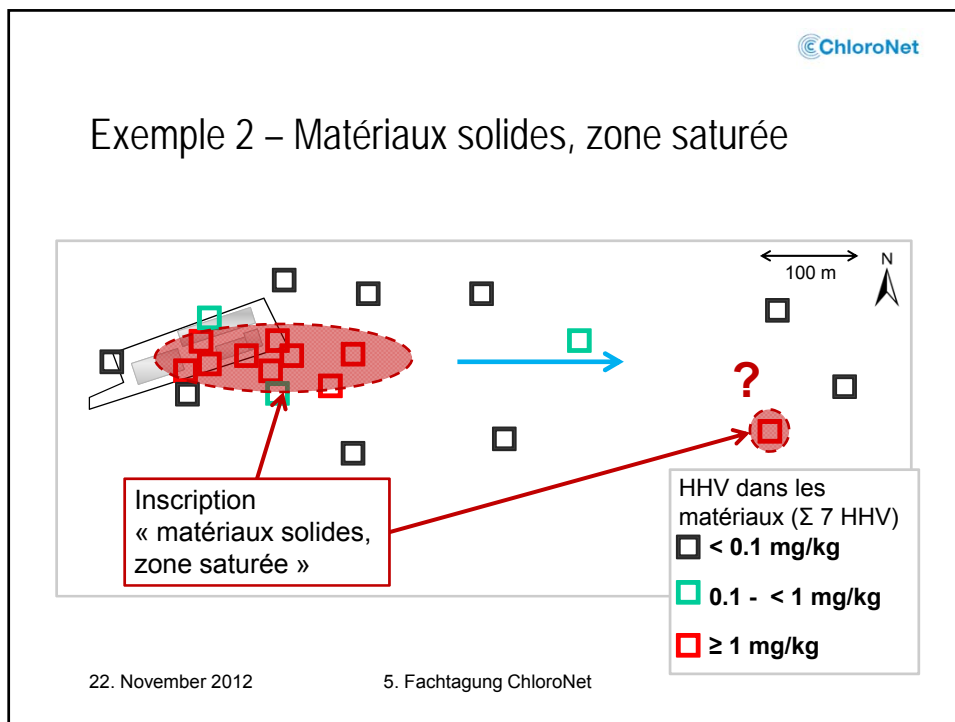 ChloroNet
Exemple 2 – Matériaux solides, zone saturée
100 m
N
?
Inscription
« matériaux solides,
zone saturée »
HHV dans les
matériaux (Σ 7 HHV)
< 0.1 mg/kg
0.1 - < 1 mg/kg
≥ 1 mg/kg
22. November 2012
5. Fachtagung ChloroNet